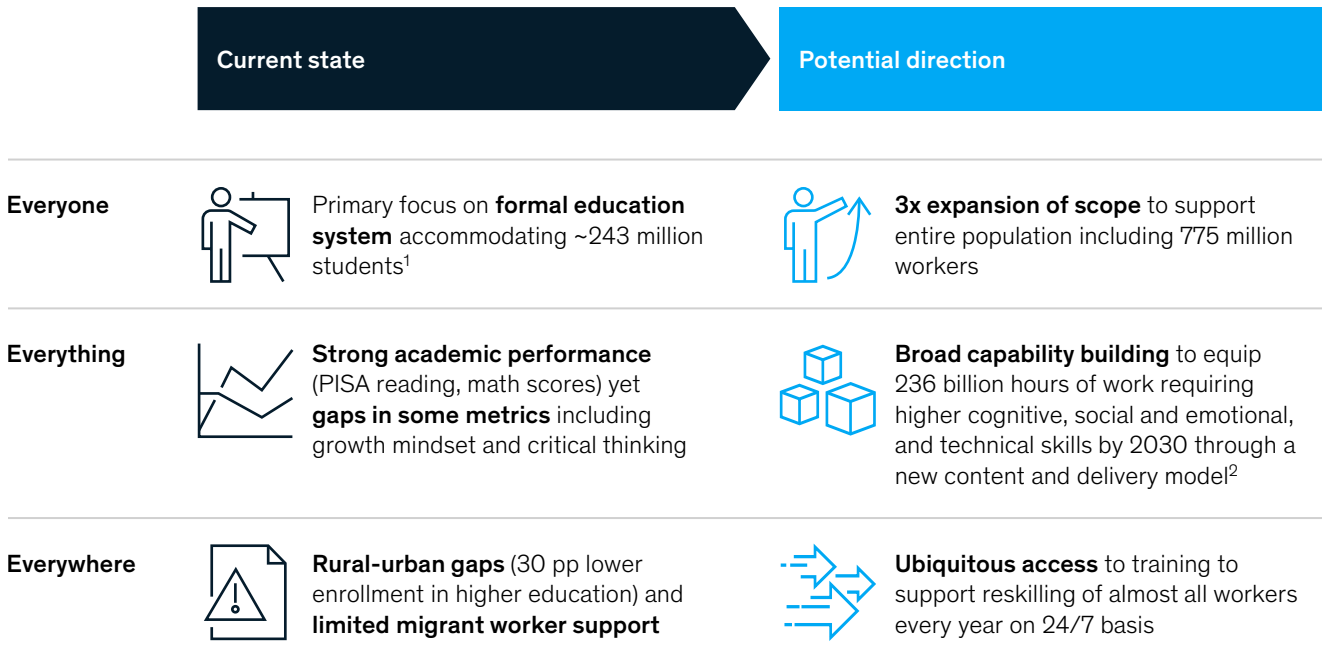 Current state
Potential direction
Everyone
Primary focus on formal education
system accommodating ~243 million
students¹
3x expansion of scope to support
entire population including 775 million
workers
Everything
Strong academic performance
(PISA reading, math scores) yet
gaps in some metrics including
growth mindset and critical thinking
Broad capability building to equip
236 billion hours of work requiring
higher cognitive, social and emotional,
and technical skills by 2030 through a
new content and delivery model²
Everywhere
Rural-urban gaps (30 pp lower
enrollment in higher education) and
limited migrant worker support
Ubiquitous access to training to
support reskilling of almost all workers
every year on 24/7 basis